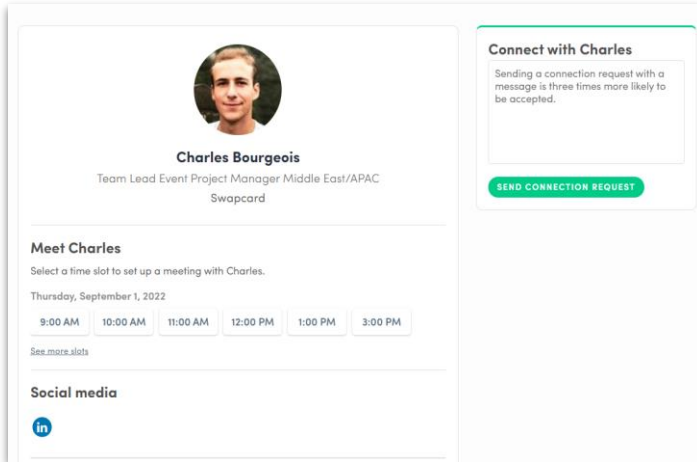 Charles Bourgeois
Team Lead Event Project Manager Middle East/APAC
Swapcard
Meet Charles
Select a time slot to set up a meeting with Charles.
Thursday, September 1, 2022
9:00 AM 10:00 AM 11:00 AM 12:00 PM 1:00 PM 3:00 PM
See more slots
Social media
in
Connect with Charles
Sending a connection request with a
message is three times more likely to
be accepted.
SEND CONNECTION REQUEST